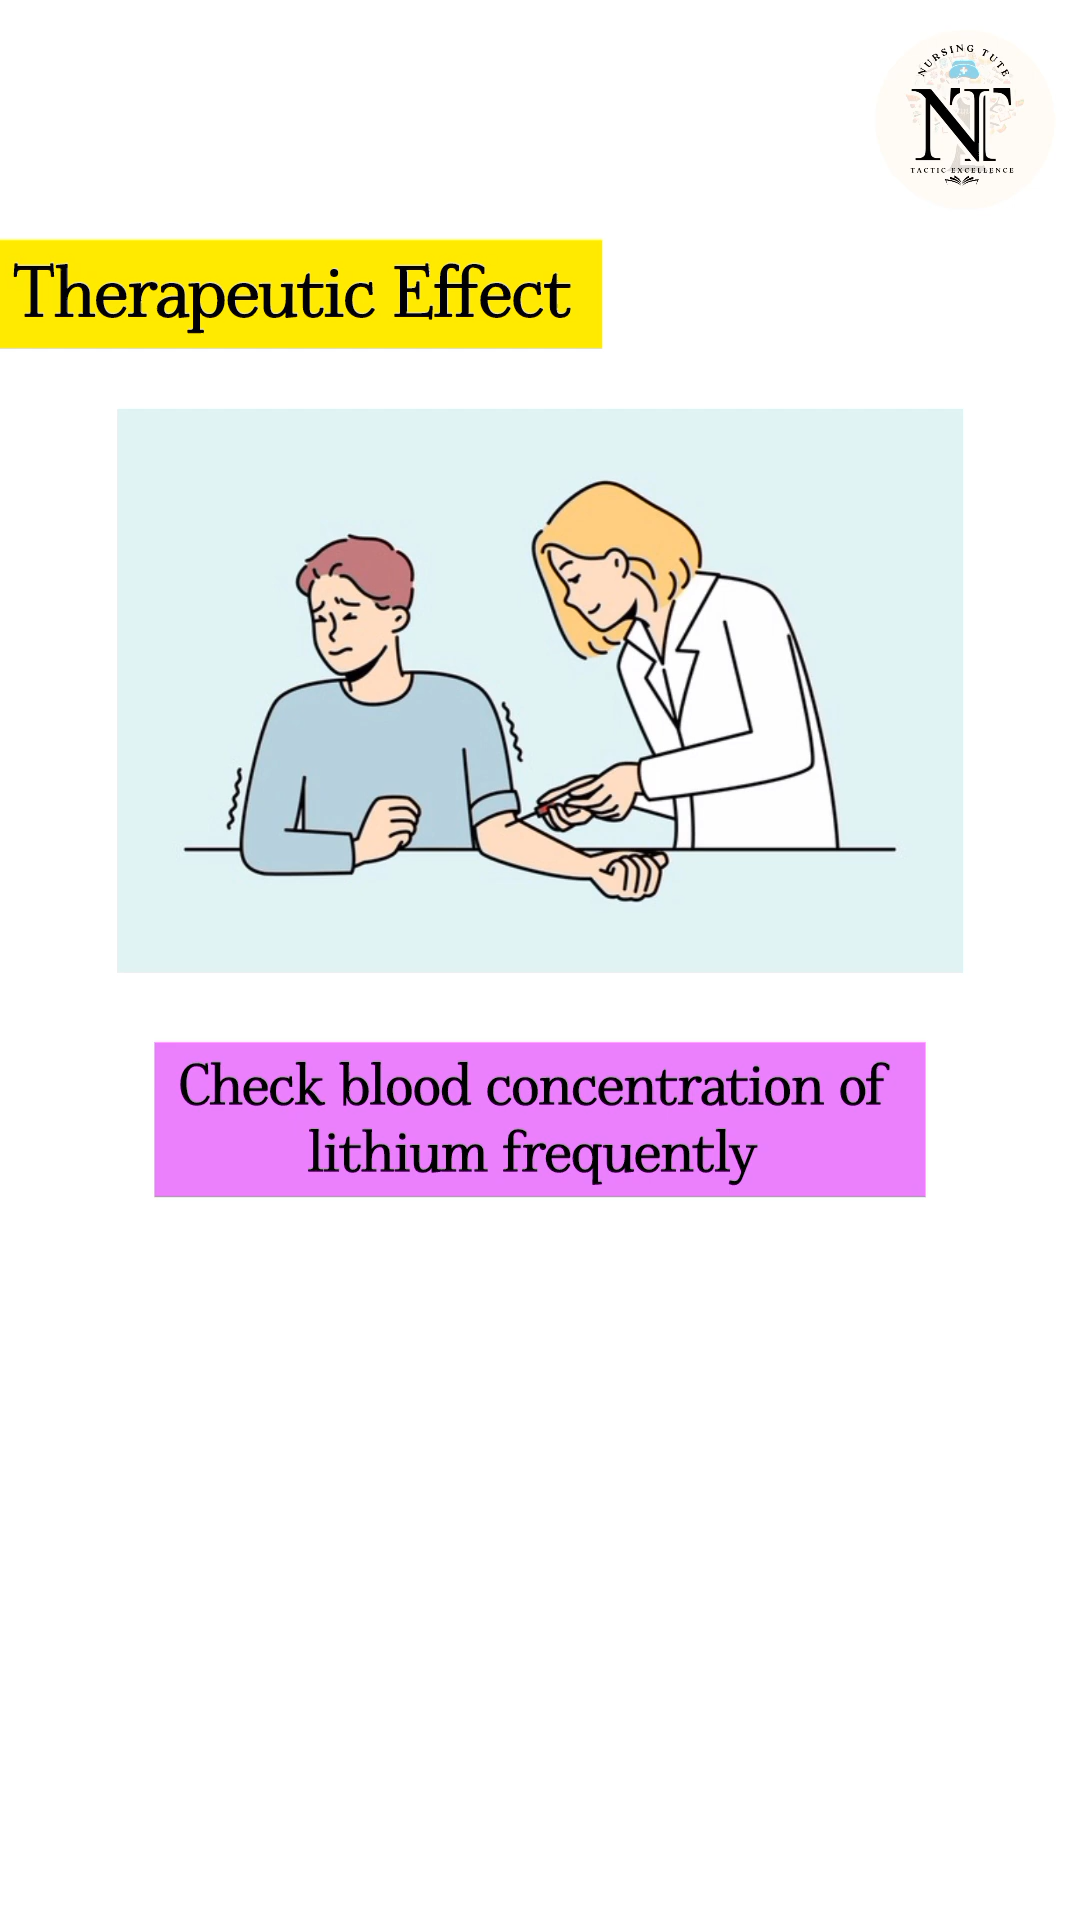 NURSING TUTE
NT
TACTIC EXCELLENCE
Therapeutic Effect
Check blood concentration of
lithium frequently